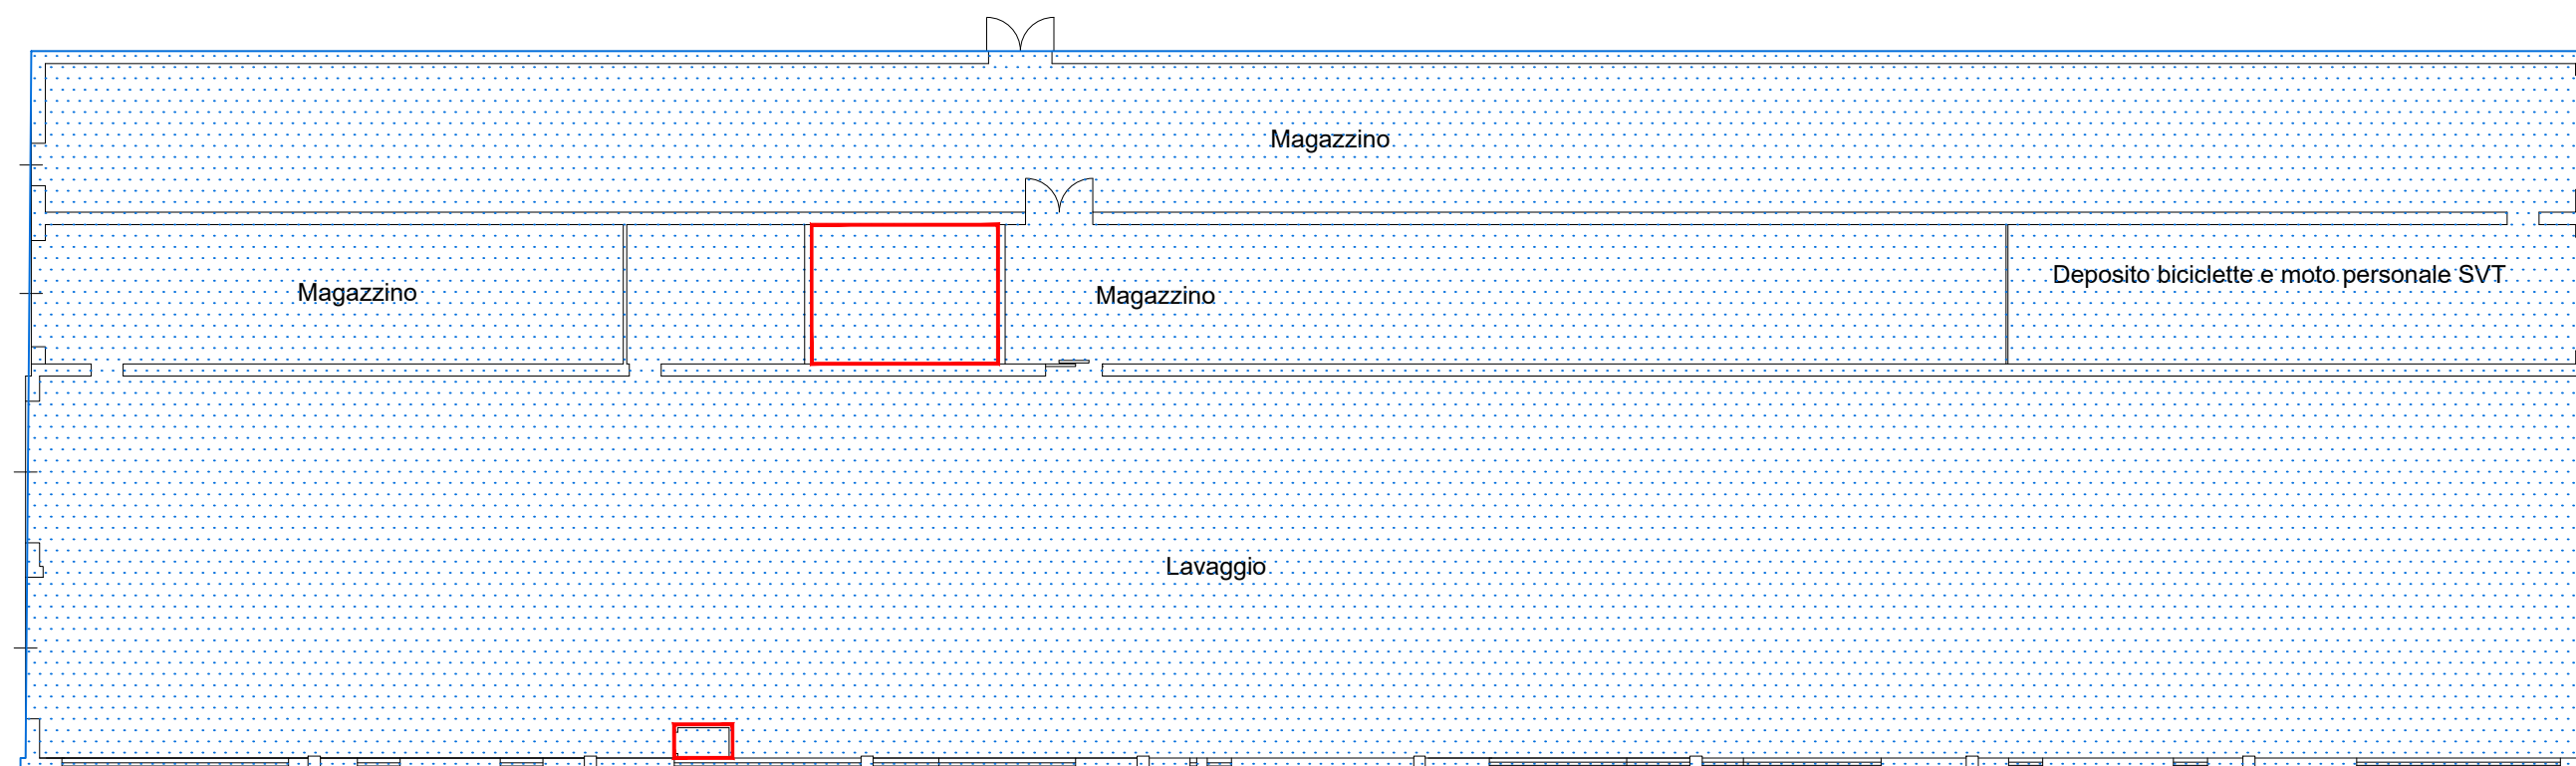 Magazzino
Deposito biciclette e moto personale SVT
Magazzino
Magazzino
Lavaggio